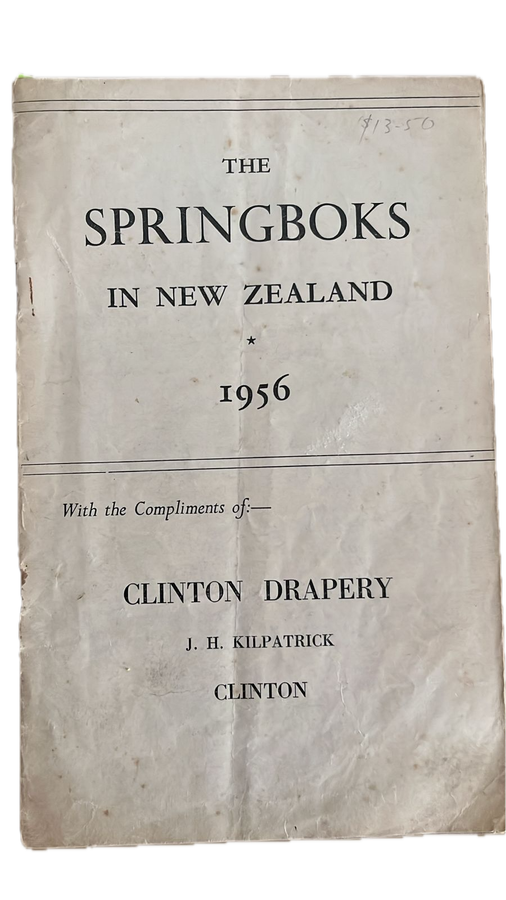 $13-50
THE
SPRINGBOKS
IN NEW ZEALAND
★
1956
With the Compliments of:—
CLINTON DRAPERY
J. H. KILPATRICK
CLINTON